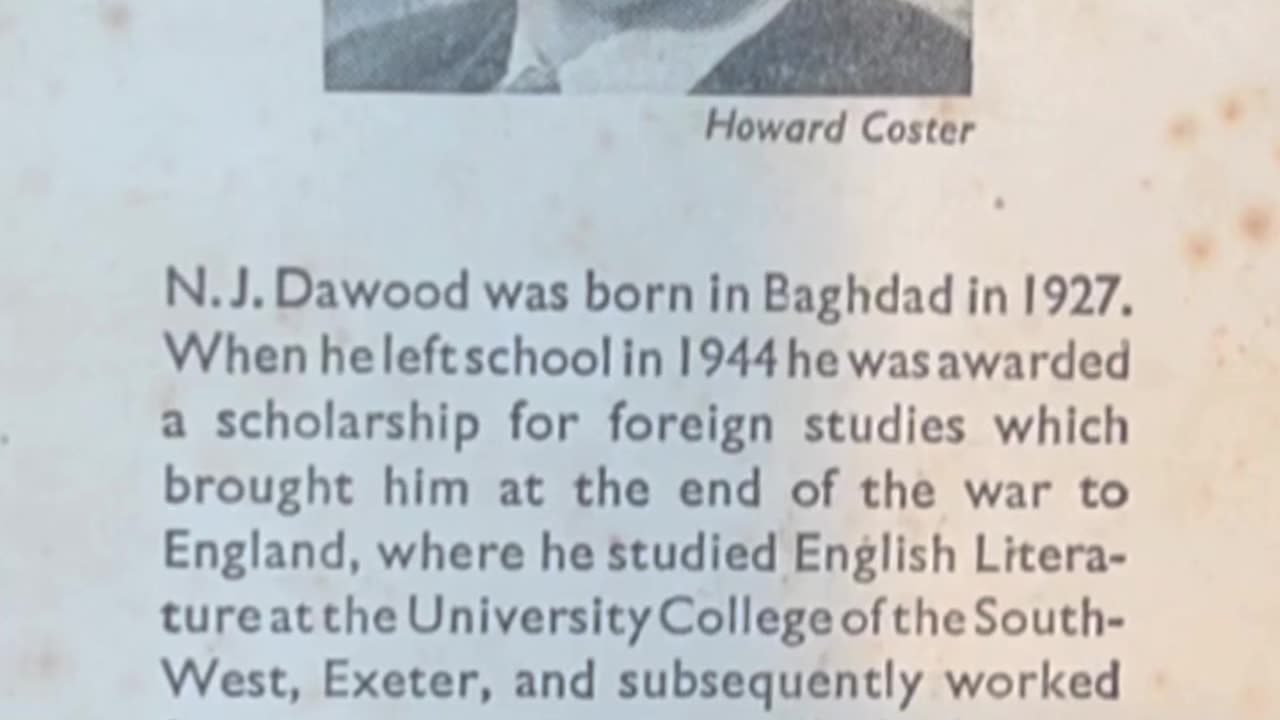 Howard Coster
N. J. Dawood was born in Baghdad in 1927.
When he left school in 1944 he was awarded
a scholarship for foreign studies which
brought him at the end of the war to
England, where he studied English Litera-
ture at the University College of the South-
West, Exeter, and subsequently worked